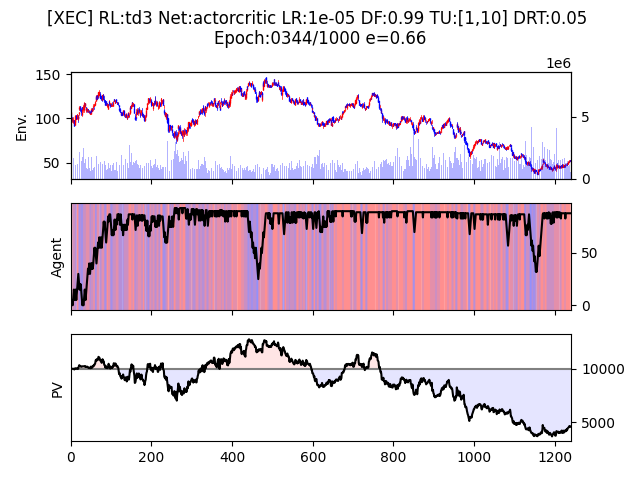 [XEC] RL:td3 Net:actorcritic LR:1e-05 DF:0.99 TU:[1,10] DRT:0.05
Epoch:0344/1000 e=0.66
1e6
150
100
50
Env.
5
0
Agent
50
0
PV
10000
5000
0 200 400 600 800 1000 1200